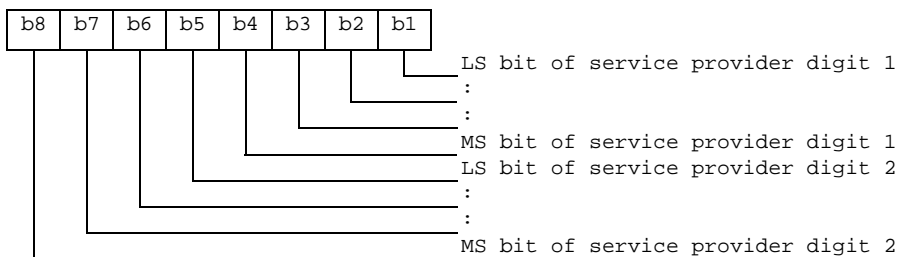 b8 b7 b6 b5 b4 b3 b2 b1
LS bit of service provider digit 1
:
:
MS bit of service provider digit 1
LS bit of service provider digit 2
:
:
MS bit of service provider digit 2